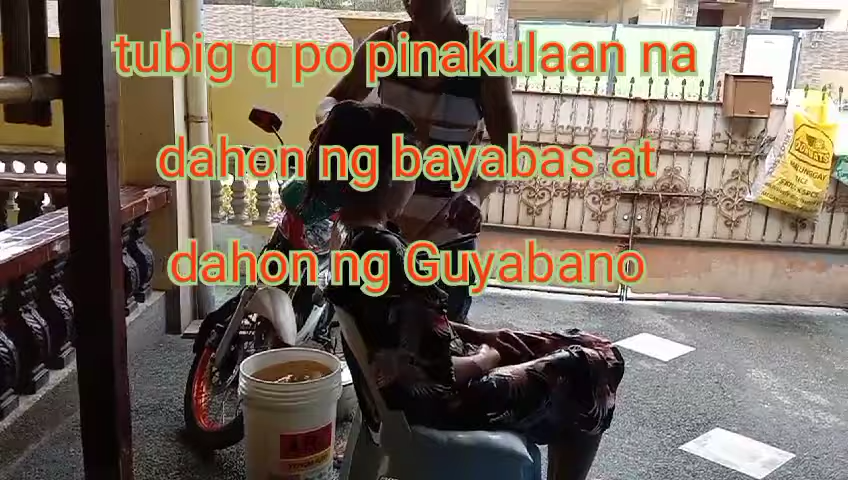 tubig q po pinakulaan na
dahon ng bayabas at
dahon ng Guyabano